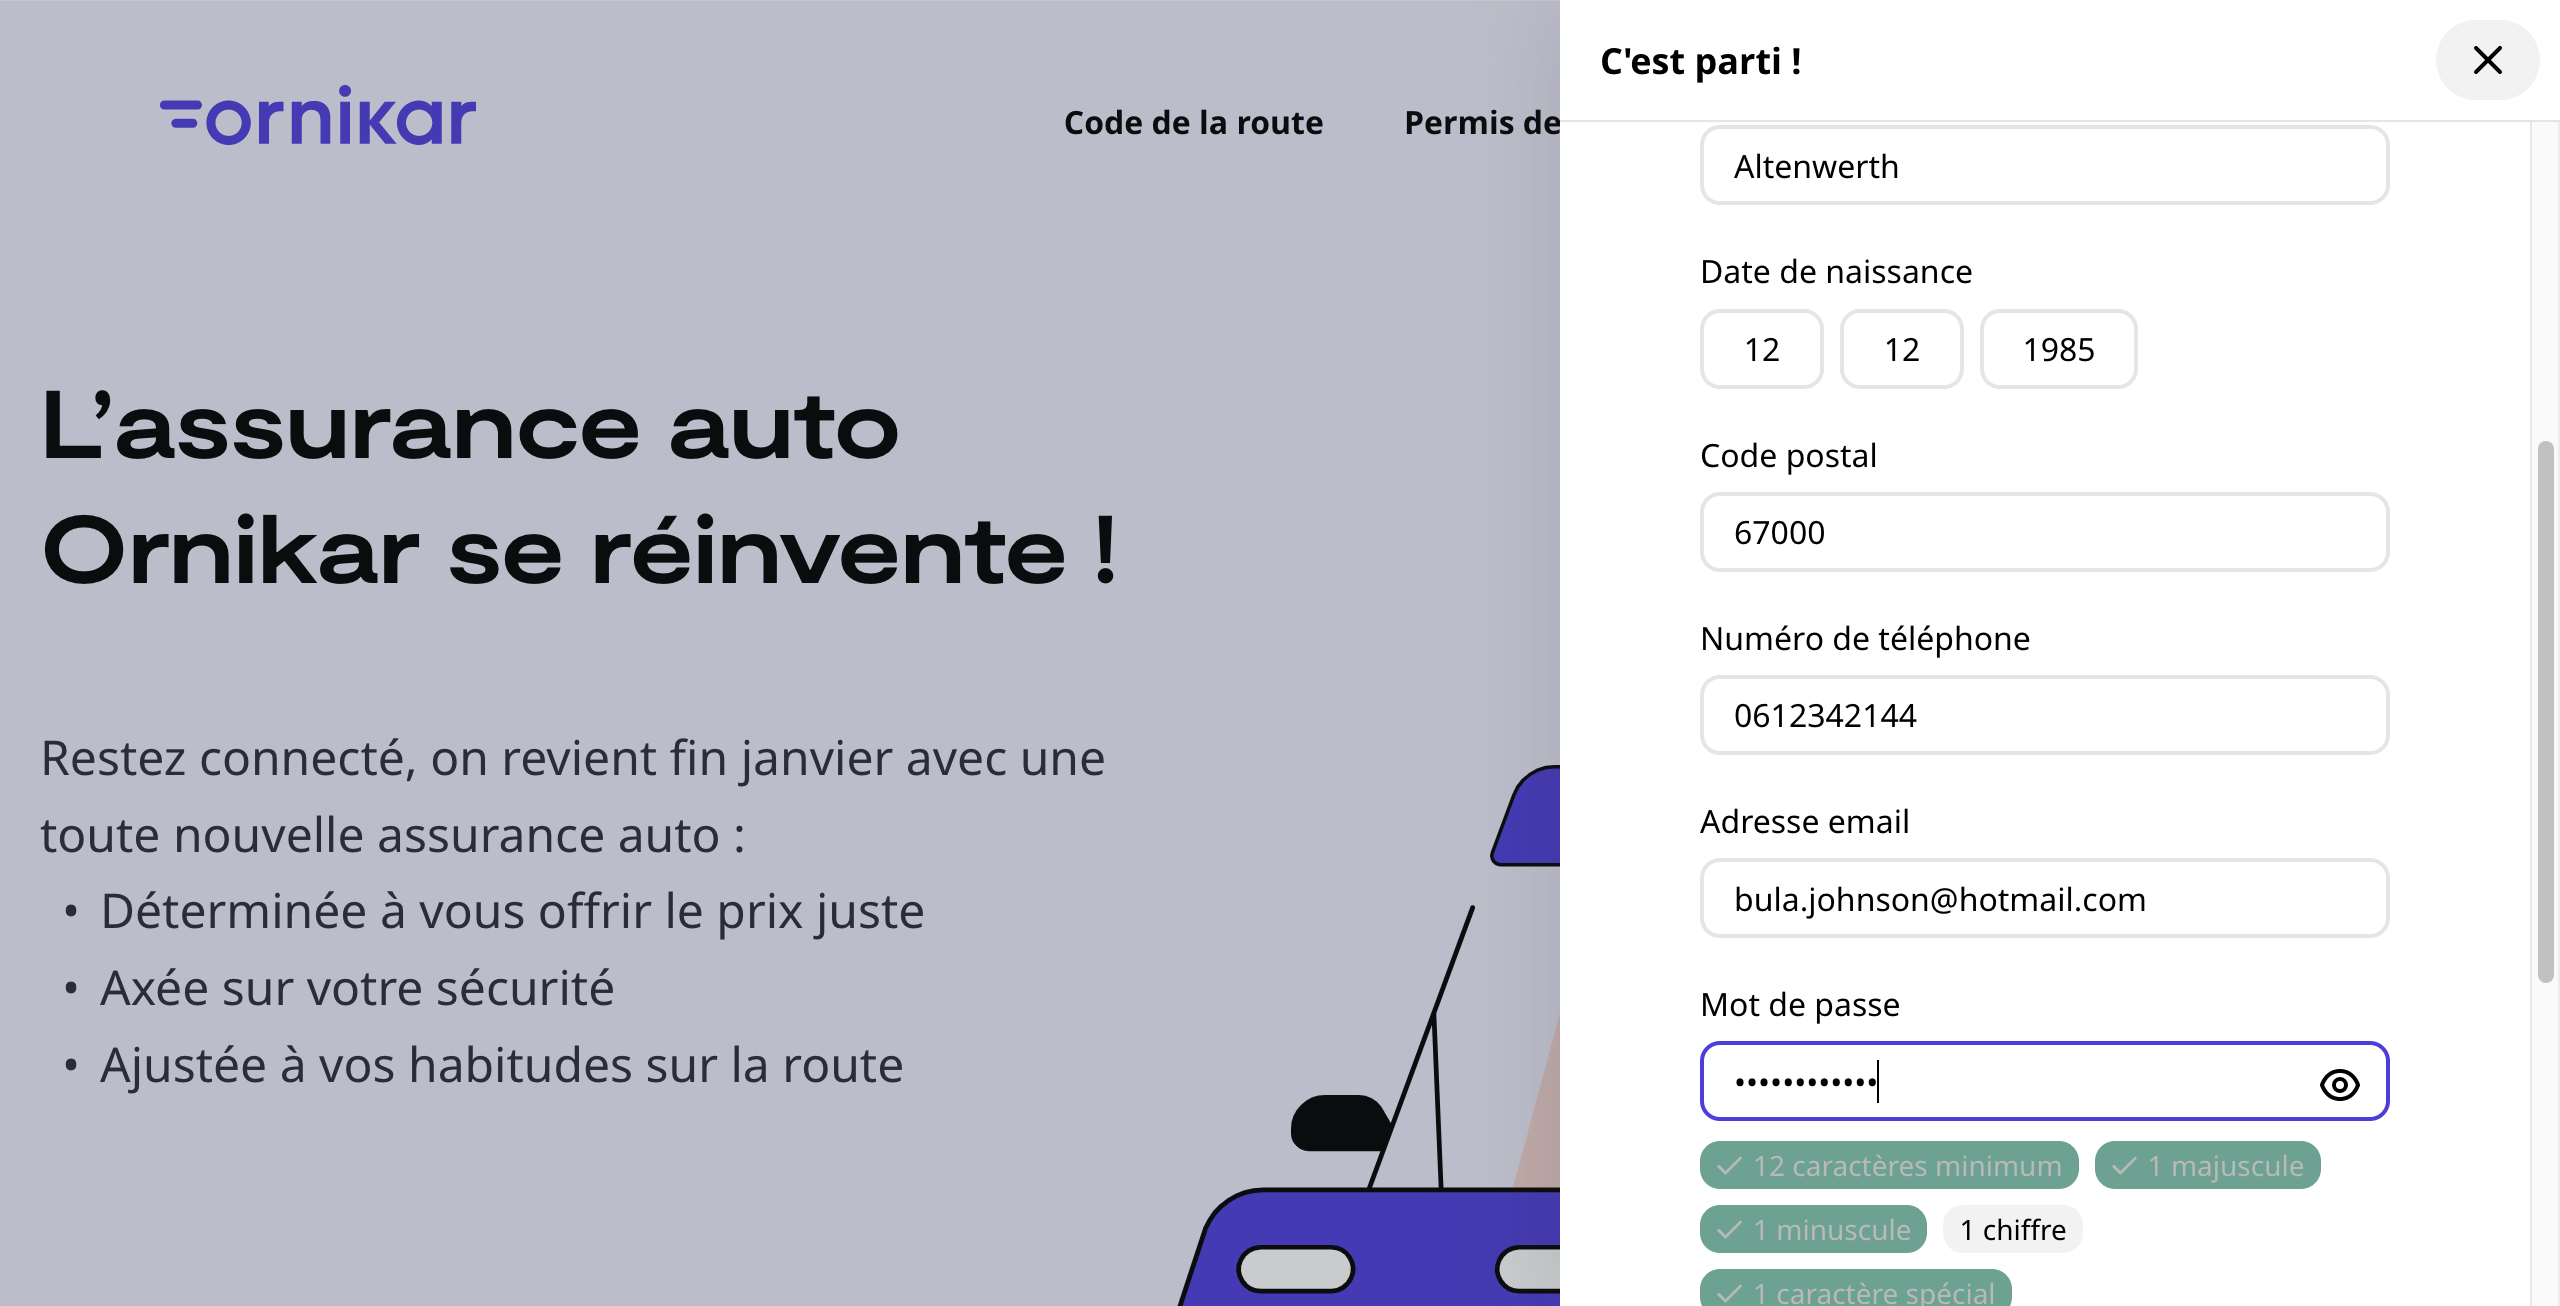 ornikar
Code de la route
Permis de
L’assurance auto
Ornikar se réinvente !
Restez connecté, on revient fin janvier avec une
toute nouvelle assurance auto :
• Déterminée à vous offrir le prix juste
• Axée sur votre sécurité
• Ajustée à vos habitudes sur la route
C'est parti !
Altenwerth
Date de naissance
12 12 1985
Code postal
67000
Numéro de téléphone
0612342144
Adresse email
bula.johnson@hotmail.com
Mot de passe
••••••••••••
12 caractères minimum
1 majuscule
1 minuscule
1 chiffre
1 caractère spécial